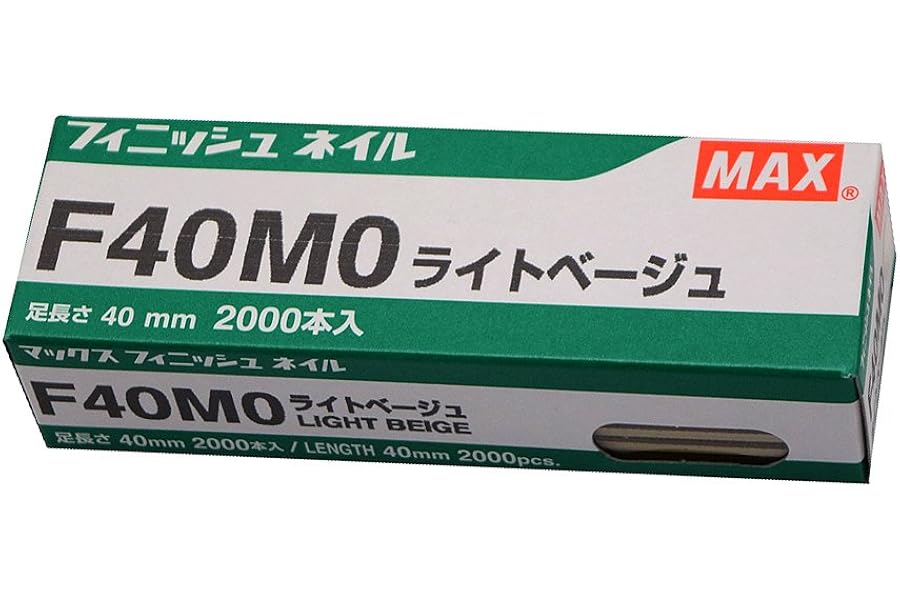 フィニッシュ ネイル
MAX®
F40M0 ライトベージュ
足長さ 40 mm 2000本入
マックス フィニッシュ ネイル
F40M0 ライトベージュ
LIGHT BEIGE
足長さ 40mm 2000本入 / LENGTH 40mm 2000pcs.